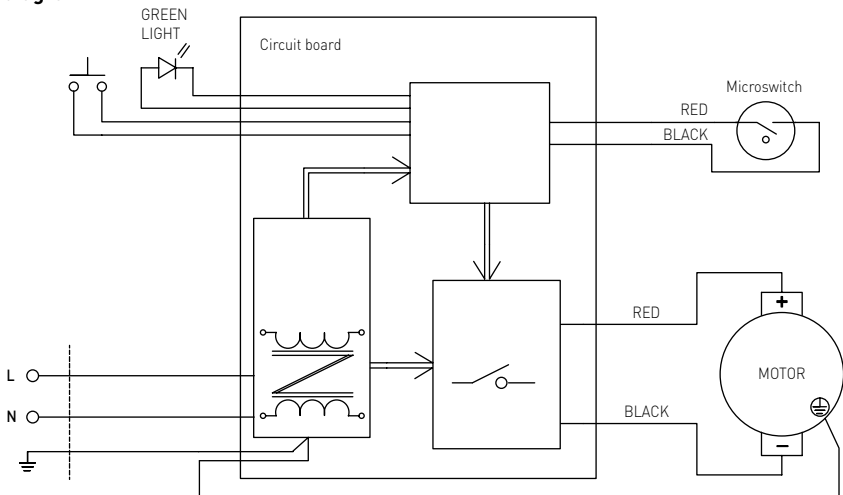 GREEN
LIGHT
Circuit board
Microswitch
RED
BLACK
RED
+
L
MOTOR
N
BLACK
−